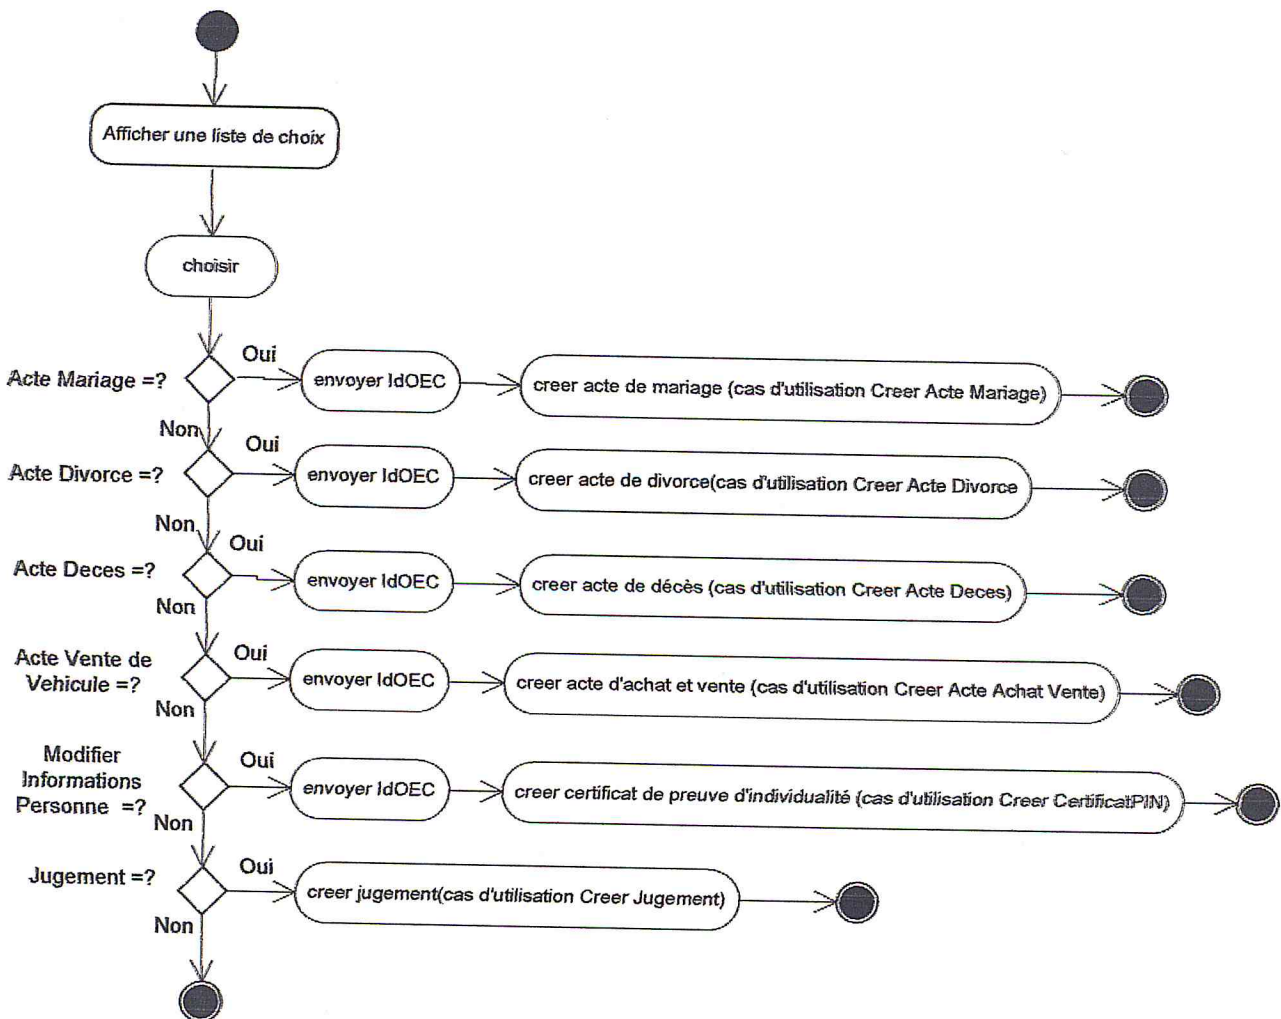 Afficher une liste de choix
choisir
Acte Mariage =?
Oui
envoyer IdOEC
creer acte de mariage (cas d'utilisation Creer Acte Mariage)
Non
Acte Divorce =?
Oui
envoyer IdOEC
creer acte de divorce(cas d'utilisation Creer Acte Divorce
Non
Acte Deces =?
Oui
envoyer IdOEC
creer acte de décès (cas d'utilisation Creer Acte Deces)
Non
Acte Vente de
Vehicule =?
Oui
envoyer IdOEC
creer acte d'achat et vente (cas d'utilisation Creer Acte Achat Vente)
Non
Modifier
Informations
Personne =?
Oui
envoyer IdOEC
creer certificat de preuve d'individualité (cas d'utilisation Creer CertificatPIN)
Non
Jugement =?
Oui
creer jugement(cas d'utilisation Creer Jugement)
Non